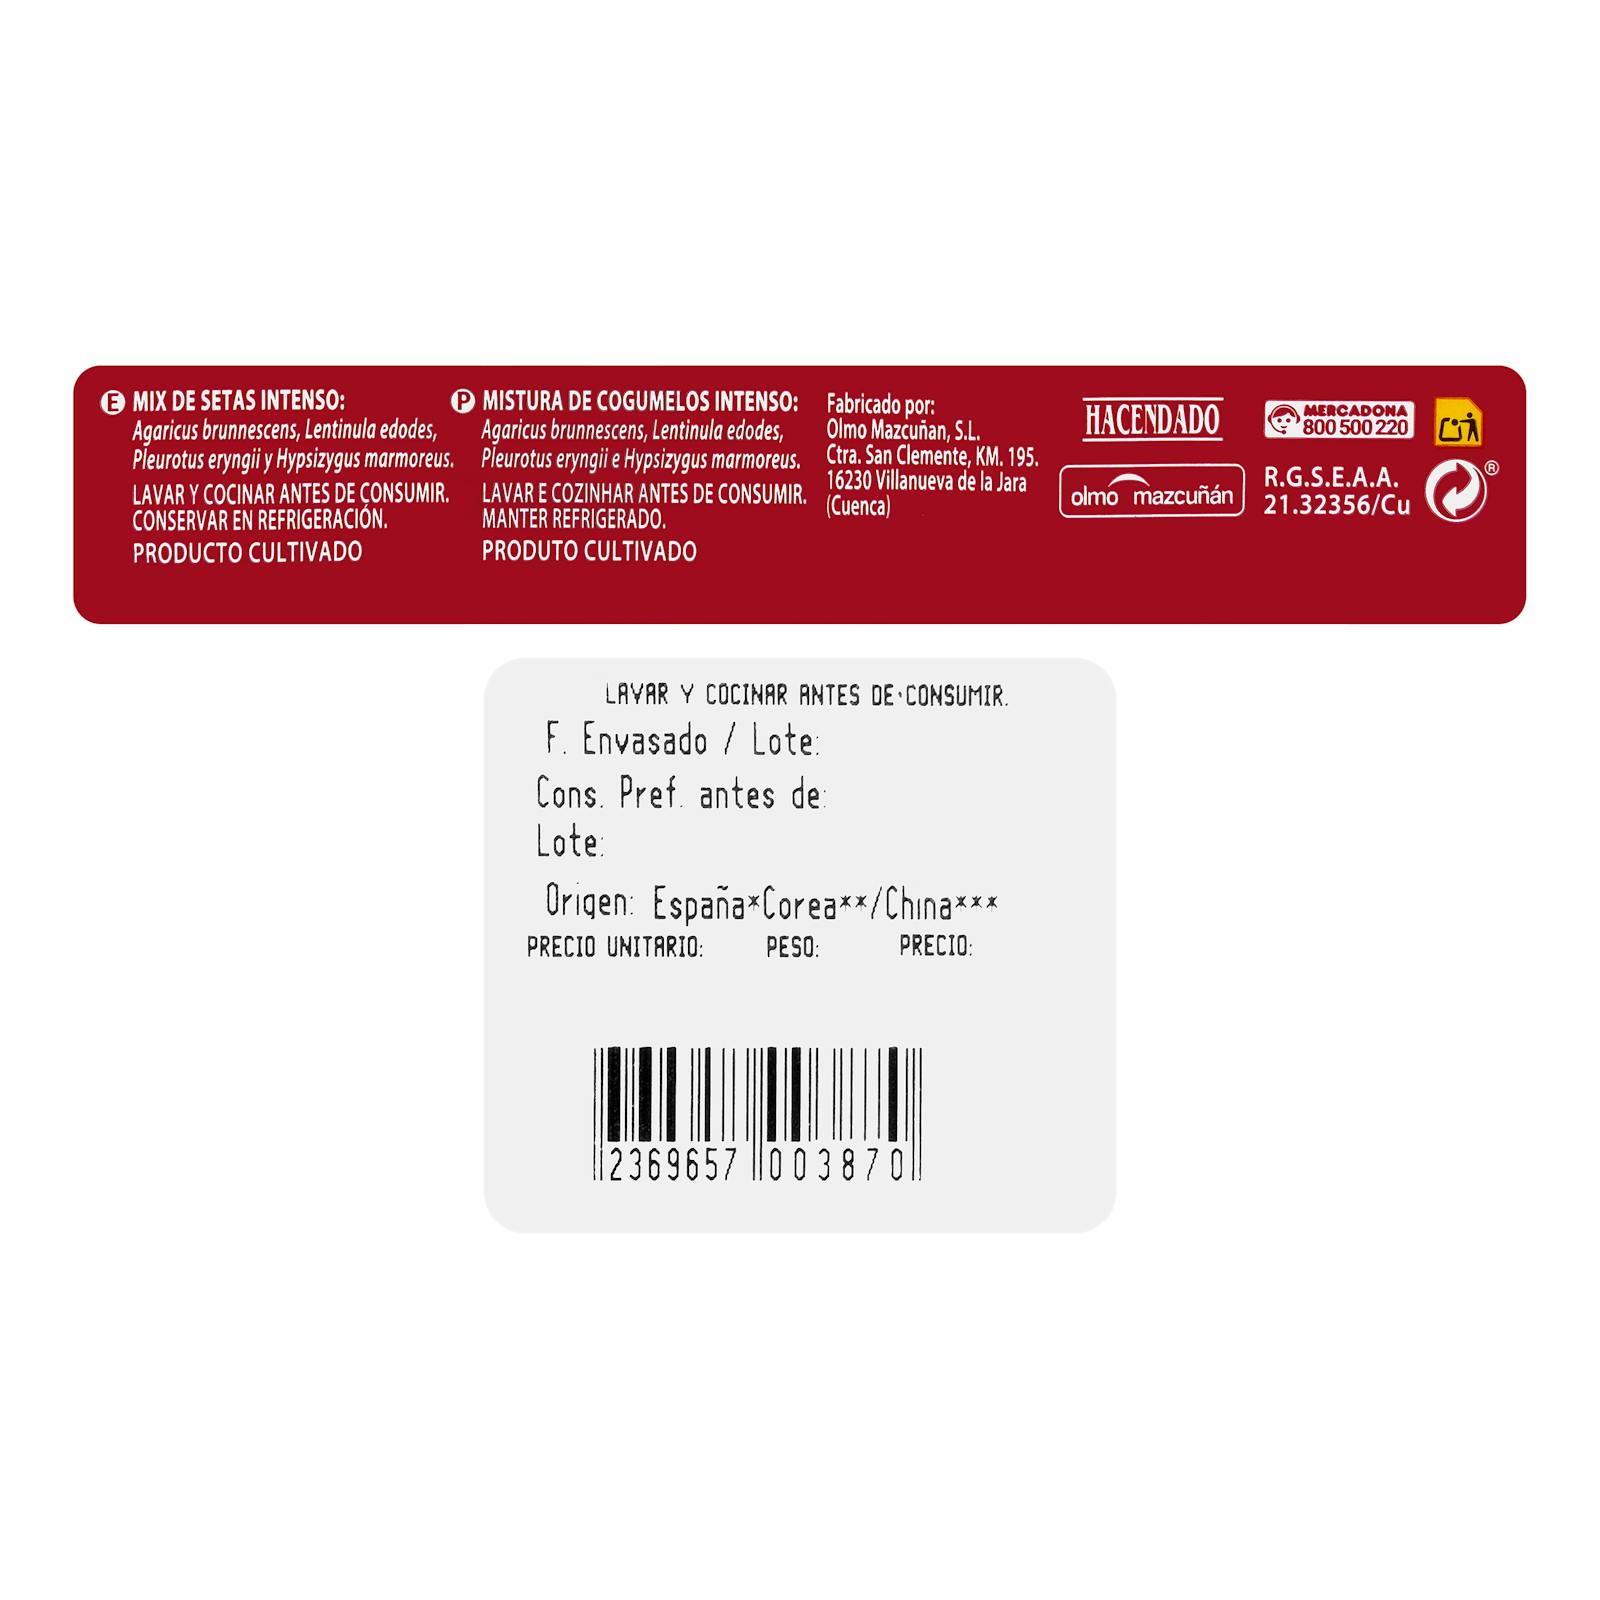 E MIX DE SETAS INTENSO:
Agaricus brunnescens, Lentinula edodes,
Pleurotus eryngii y Hypsizygus marmoreus.
LAVAR Y COCINAR ANTES DE CONSUMIR.
CONSERVAR EN REFRIGERACIÓN.
PRODUCTO CULTIVADO
P MISTURA DE COGUMELOS INTENSO:
Agaricus brunnescens, Lentinula edodes,
Pleurotus eryngii e Hypsizygus marmoreus.
LAVAR E COZINHAR ANTES DE CONSUMIR.
MANTER REFRIGERADO.
PRODUTO CULTIVADO
Fabricado por:
Olmo Mazcuñan, S.L.
Ctra. San Clemente, KM. 195.
16230 Villanueva de la Jara
(Cuenca)
HACENDADO
olmo mazcuñán
MERCADONA
800 500 220
R.G.S.E.A.A.
21.32356/Cu
®
LAVAR Y COCINAR ANTES DE CONSUMIR.
F. Envasado / Lote:
Cons. Pref. antes de:
Lote:
Origen: España*Corea**/China***
PRECIO UNITARIO: PESO: PRECIO:
2369657 003870